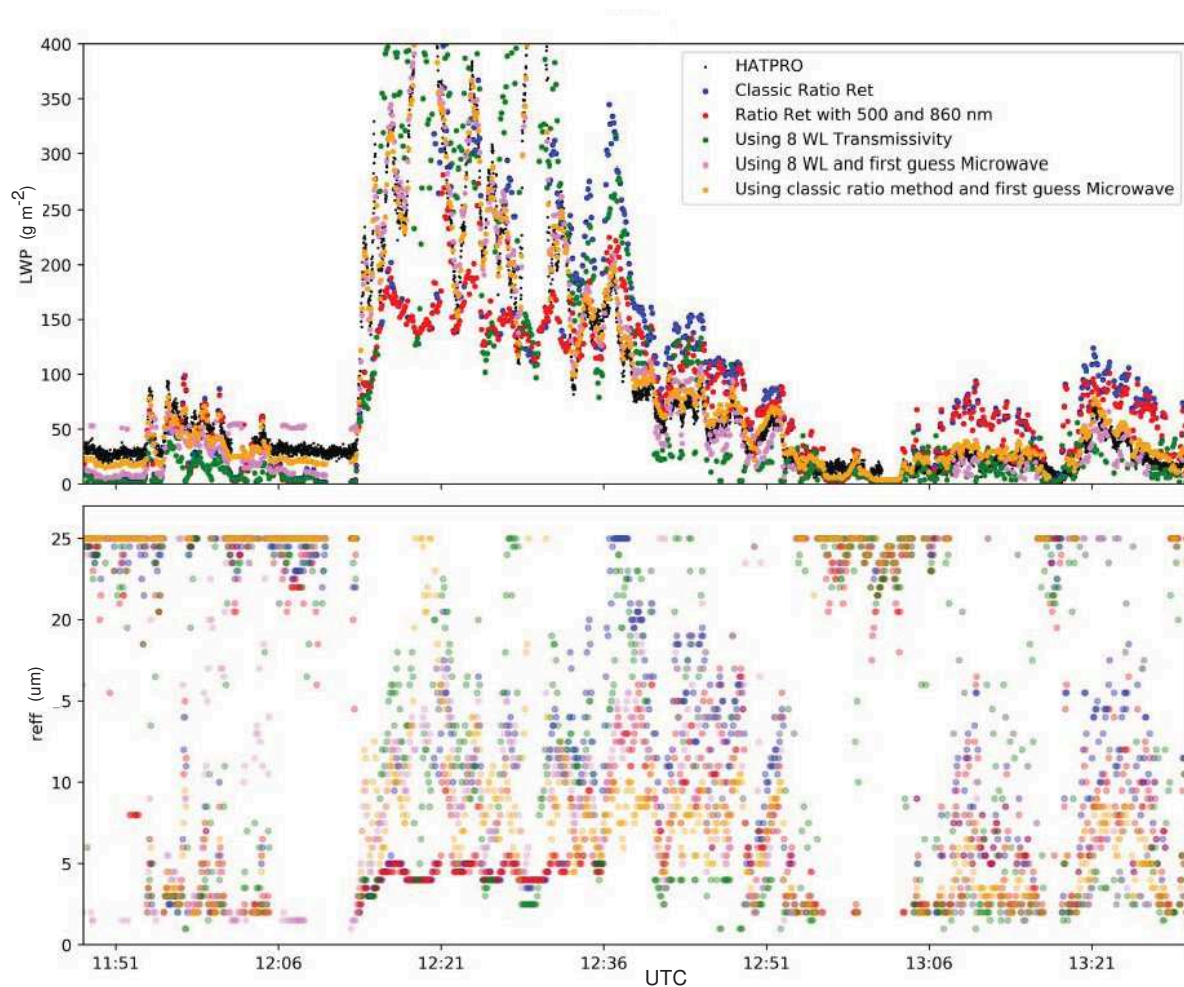 400
350
300
250
200
150
100
50
0
LWP (g m-2)
HATPRO
Classic Ratio Ret
Ratio Ret with 500 and 860 nm
Using 8 WL Transmissivity
Using 8 WL and first guess Microwave
Using classic ratio method and first guess Microwave
25
20
_5
10
5
0
reff (um)
11:51 12:06 12:21 12:36 12:51 13:06 13:21
UTC